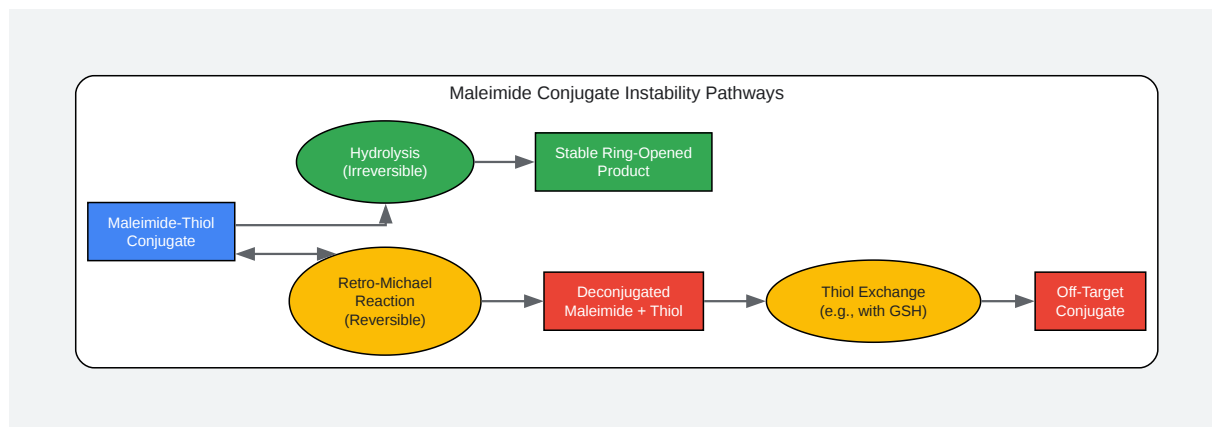 Maleimide Conjugate Instability Pathways
Hydrolysis
(Irreversible)
Stable Ring-Opened
Product
Maleimide-Thiol
Conjugate
Retro-Michael
Reaction
(Reversible)
Deconjugated
Maleimide + Thiol
Thiol Exchange
(e.g., with GSH)
Off-Target
Conjugate